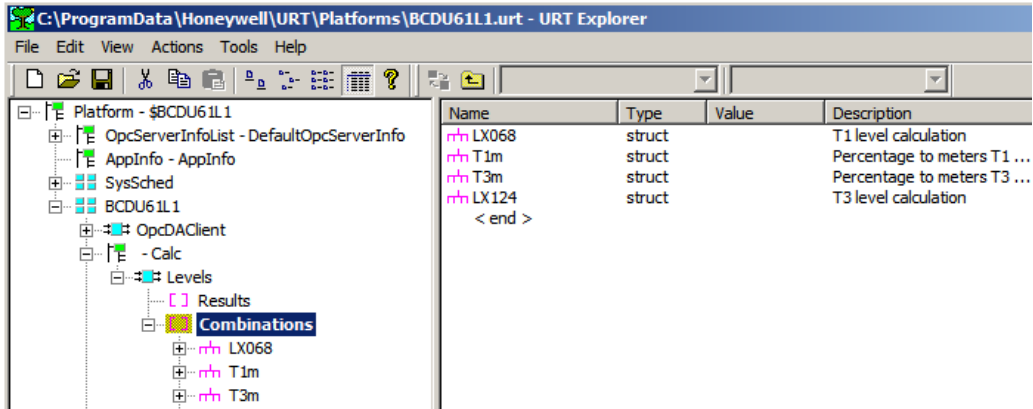 C:\ProgramData\Honeywell\URT\Platforms\BCDU61L1.urt - URT Explorer
File Edit View Actions Tools Help
Platform - $BCDU61L1
OpcServerInfoList - DefaultOpcServerInfo
AppInfo - AppInfo
SysSched
BCDU61L1
OpcDAClient
- Calc
Levels
Results
Combinations
LX068
T1m
T3m
Name Type Value Description
LX068 struct T1 level calculation
T1m struct Percentage to meters T1 ...
T3m struct Percentage to meters T3 ...
LX124 struct T3 level calculation
< end >